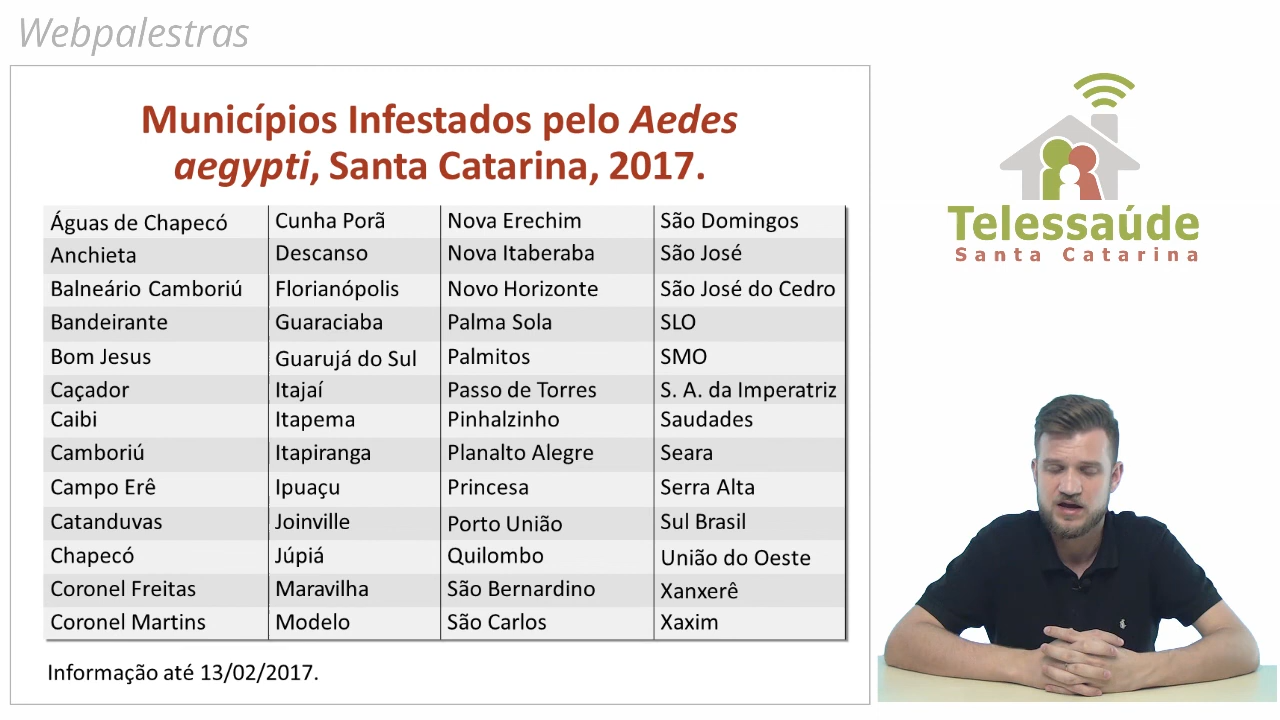 Webpalestras
Municípios Infestados pelo Aedes
aegypti, Santa Catarina, 2017.
Águas de Chapecó Cunha Porã Nova Erechim São Domingos
Anchieta Descanso Nova Itaberaba São José
Balneário Camboriú Florianópolis Novo Horizonte São José do Cedro
Bandeirante Guaraciaba Palma Sola SLO
Bom Jesus Guarujá do Sul Palmitos SMO
Caçador Itajaí Passo de Torres S. A. da Imperatriz
Caibi Itapema Pinhalzinho Saudades
Camboriú Itapiranga Planalto Alegre Seara
Campo Erê Ipuaçu Princesa Serra Alta
Catanduvas Joinville Porto União Sul Brasil
Chapecó Júpiá Quilombo União do Oeste
Coronel Freitas Maravilha São Bernardino Xanxerê
Coronel Martins Modelo São Carlos Xaxim
Informação até 13/02/2017.
Telessaúde
Santa Catarina